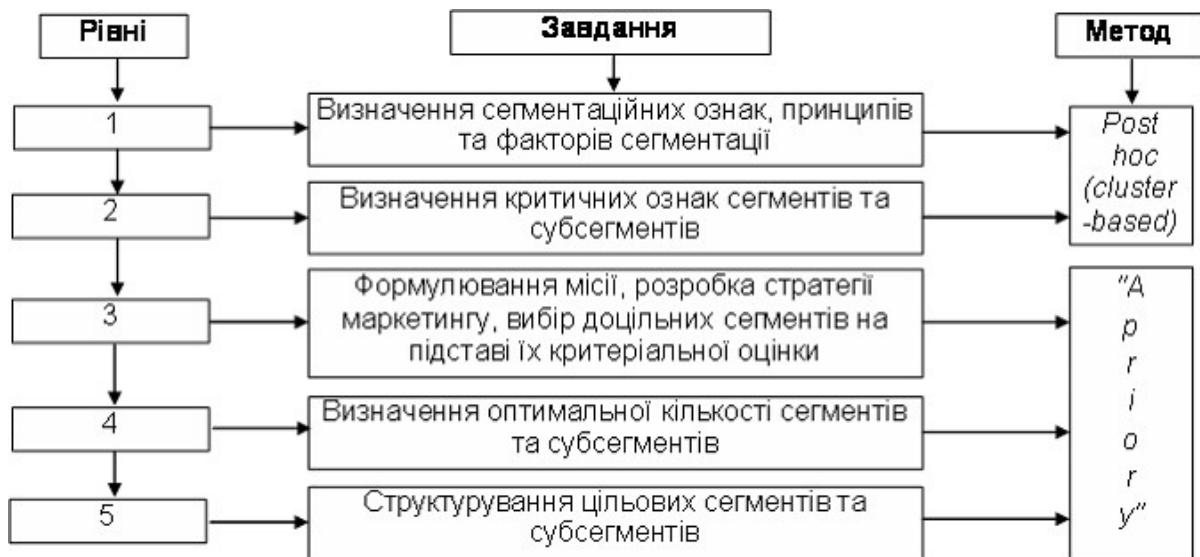 Рівні
Завдання
Метод
1
Визначення сегментаційних ознак, принципів
та факторів сегментації
Post
hoc
(cluster
-based)
2
Визначення критичних ознак сегментів та
субсегментів
3
Формулювання місії, розробка стратегії
маркетингу, вибір доцільних сегментів на
підставі їх критеріальної оцінки
"A
p
r
i
o
r
y"
4
Визначення оптимальної кількості сегментів
та субсегментів
5
Структурування цільових сегментів та
субсегментів